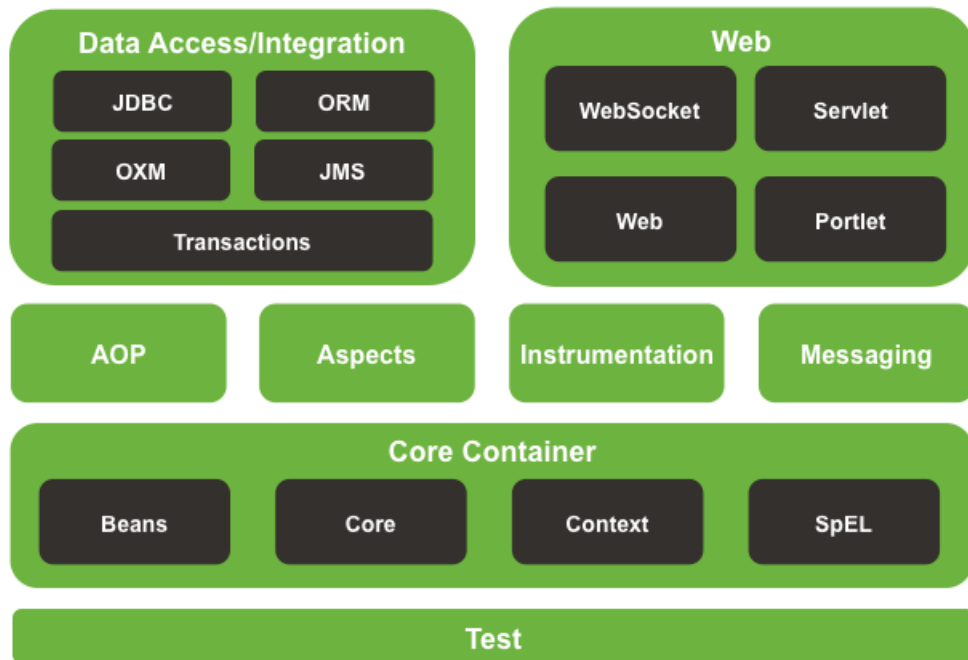 Data Access/Integration
JDBC
ORM
OXM
JMS
Transactions
Web
WebSocket
Servlet
Web
Portlet
AOP
Aspects
Instrumentation
Messaging
Core Container
Beans
Core
Context
SpEL
Test